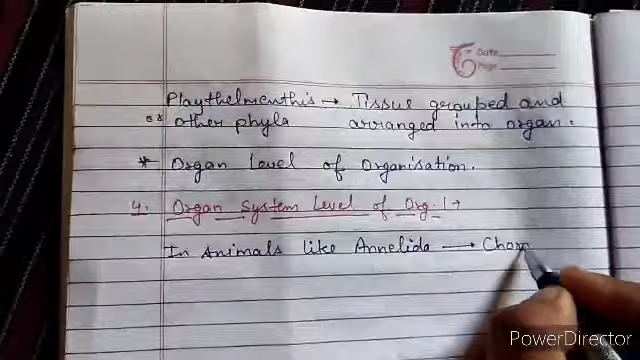 Date
Page
Playthelmenthis → Tissue grouped and
or other phyla arranged into organ.
* Organ Level of Organisation.
4. Organ System Level of Org. !→
In animals like Annelida → Chor
PowerDirector